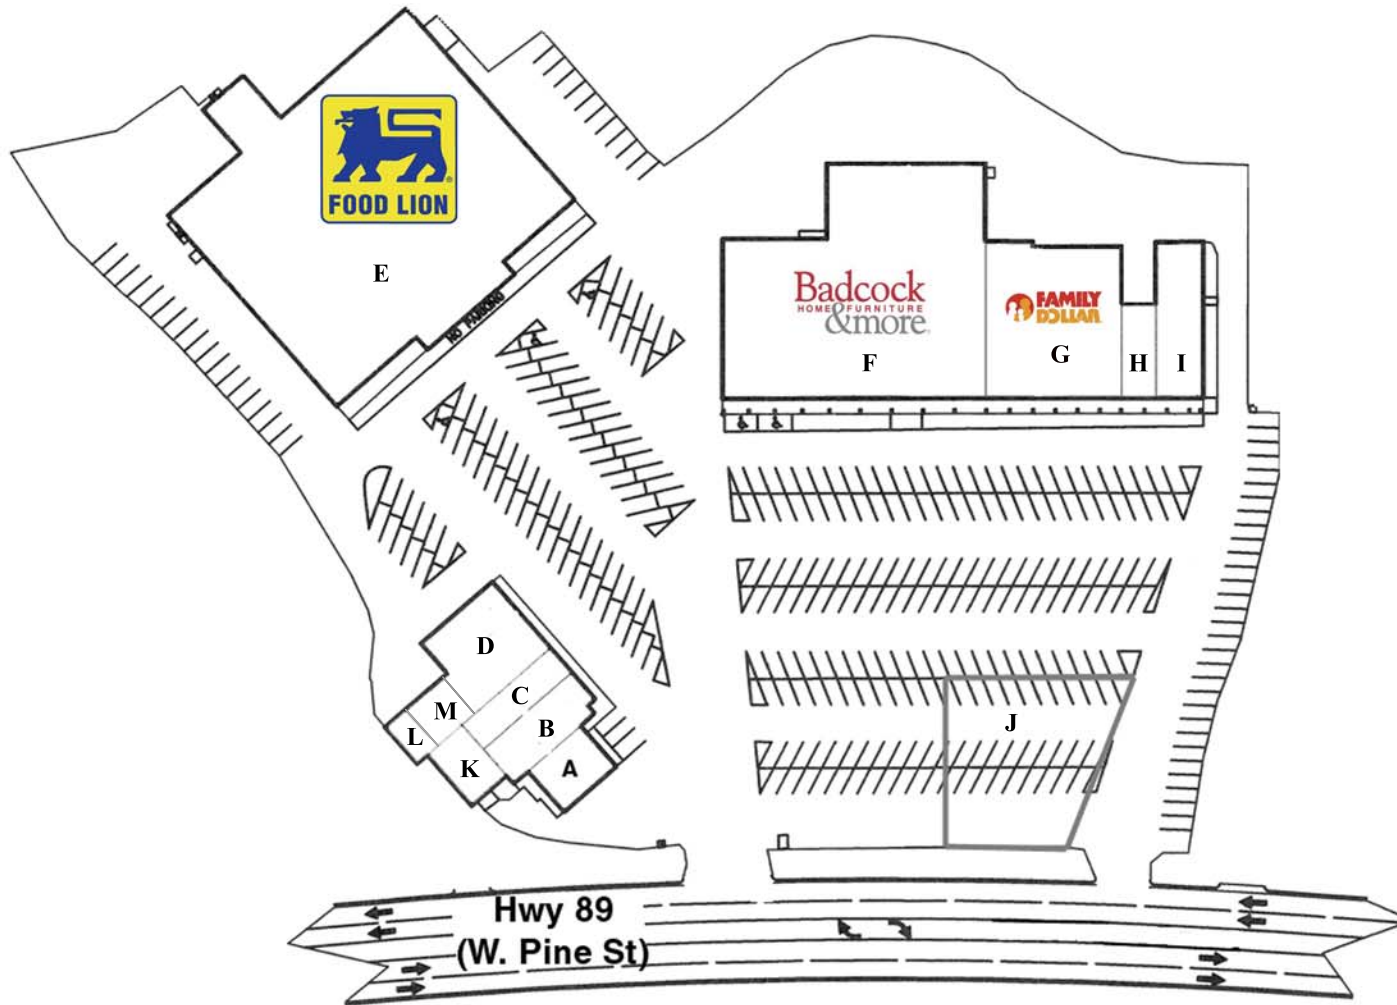 FOOD LION
E
NO PARKING
Badcock
HOME FURNITURE
&more
F
FAMILY
DOLLAR
G
H
I
D
C
M
B
L
K
A
J
Hwy 89
(W. Pine St)